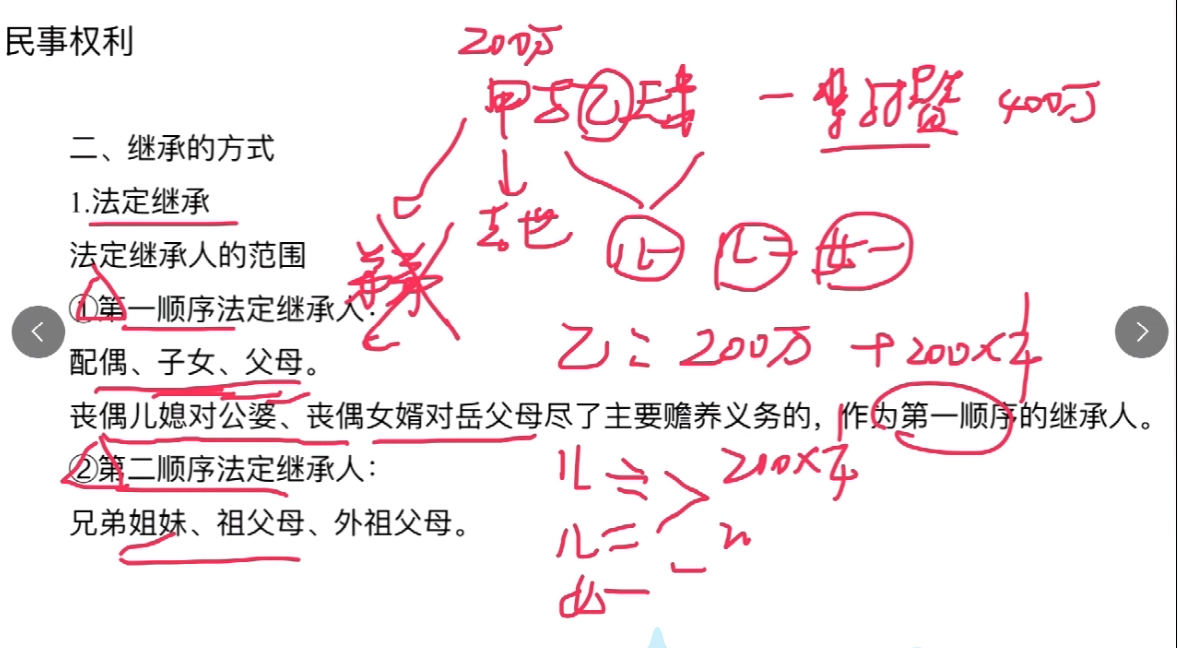 民事权利
200万
甲与乙夫妻 一 婚后财产 400万
二、继承的方式
1.法定继承
去世
儿一 儿二 女一
法定继承人的范围
①第一顺序法定继承人：
乙： 200万 + 200×1/4
配偶、子女、父母。
丧偶儿媳对公婆、丧偶女婿对岳父母尽了主要赡养义务的，作为第一顺序的继承人。
②第二顺序法定继承人：
儿一 200×1/4
兄弟姐妹、祖父母、外祖父母。
儿二
女一